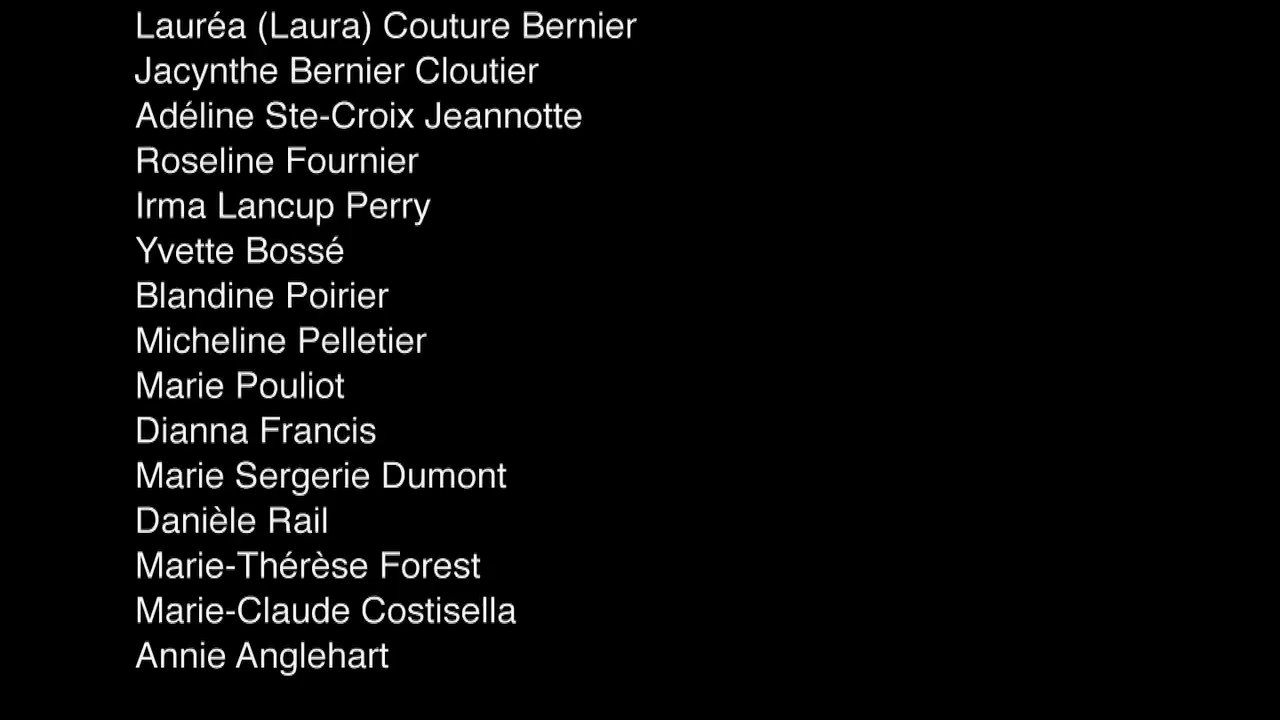 Lauréa (Laura) Couture Bernier
Jacynthe Bernier Cloutier
Adéline Ste-Croix Jeannotte
Roseline Fournier
Irma Lancup Perry
Yvette Bossé
Blandine Poirier
Micheline Pelletier
Marie Pouliot
Dianna Francis
Marie Sergerie Dumont
Danièle Rail
Marie-Thérèse Forest
Marie-Claude Costisella
Annie Anglehart